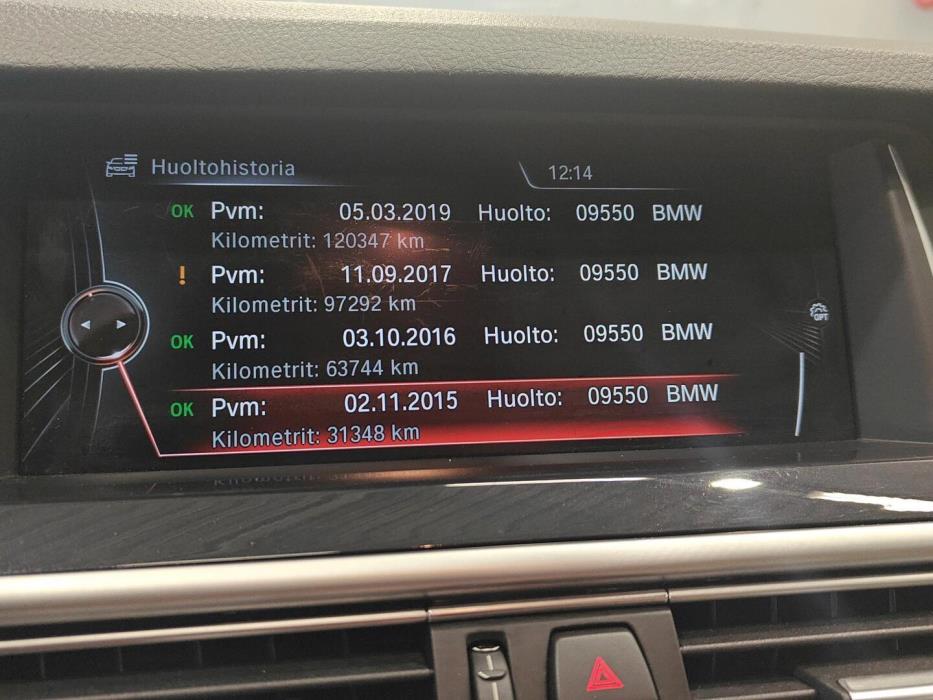 Huoltohistoria 12:14
OK Pvm: 05.03.2019 Huolto: 09550 BMW
Kilometrit: 120347 km
! Pvm: 11.09.2017 Huolto: 09550 BMW
Kilometrit: 97292 km
OK Pvm: 03.10.2016 Huolto: 09550 BMW
Kilometrit: 63744 km
OK Pvm: 02.11.2015 Huolto: 09550 BMW
Kilometrit: 31348 km
OPT